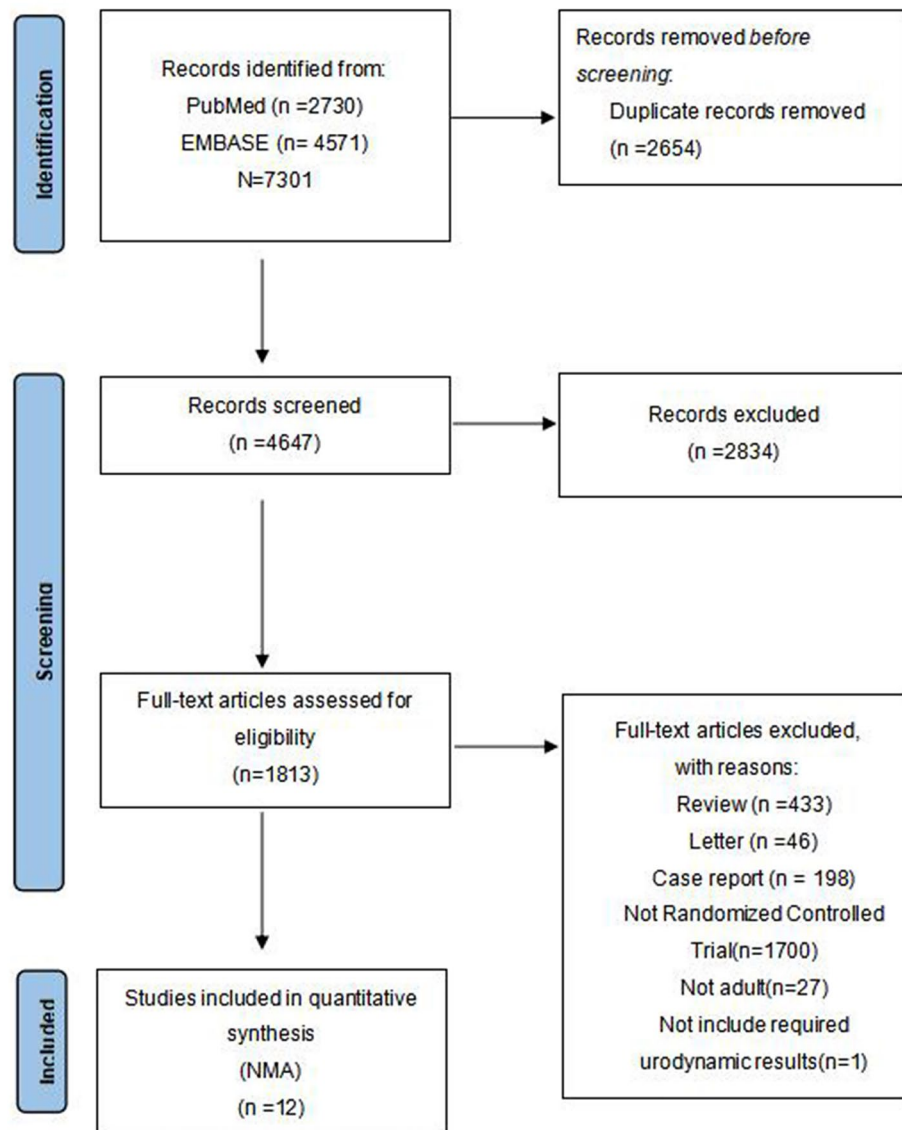 Identification
Records identified from:
PubMed (n =2730)
EMBASE (n= 4571)
N=7301
Records removed before
screening:
Duplicate records removed
(n =2654)
Screening
Records screened
(n =4647)
Records excluded
(n =2834)
Full-text articles assessed for
eligibility
(n=1813)
Full-text articles excluded,
with reasons:
Review (n =433)
Letter (n =46)
Case report (n = 198)
Not Randomized Controlled
Trial(n=1700)
Not adult(n=27)
Not include required
urodynamic results(n=1)
Included
Studies included in quantitative
synthesis
(NMA)
(n =12)